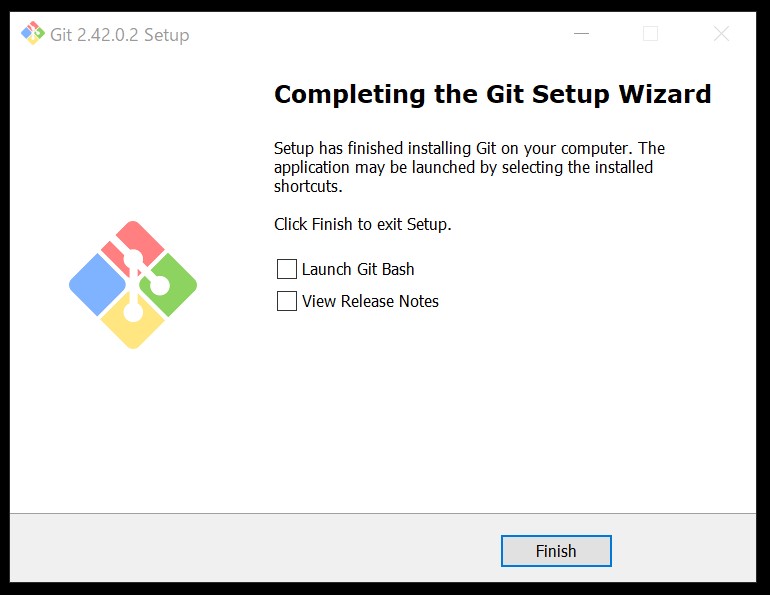 Git 2.42.0.2 Setup
Completing the Git Setup Wizard
Setup has finished installing Git on your computer. The
application may be launched by selecting the installed
shortcuts.
Click Finish to exit Setup.
Launch Git Bash
View Release Notes
Finish